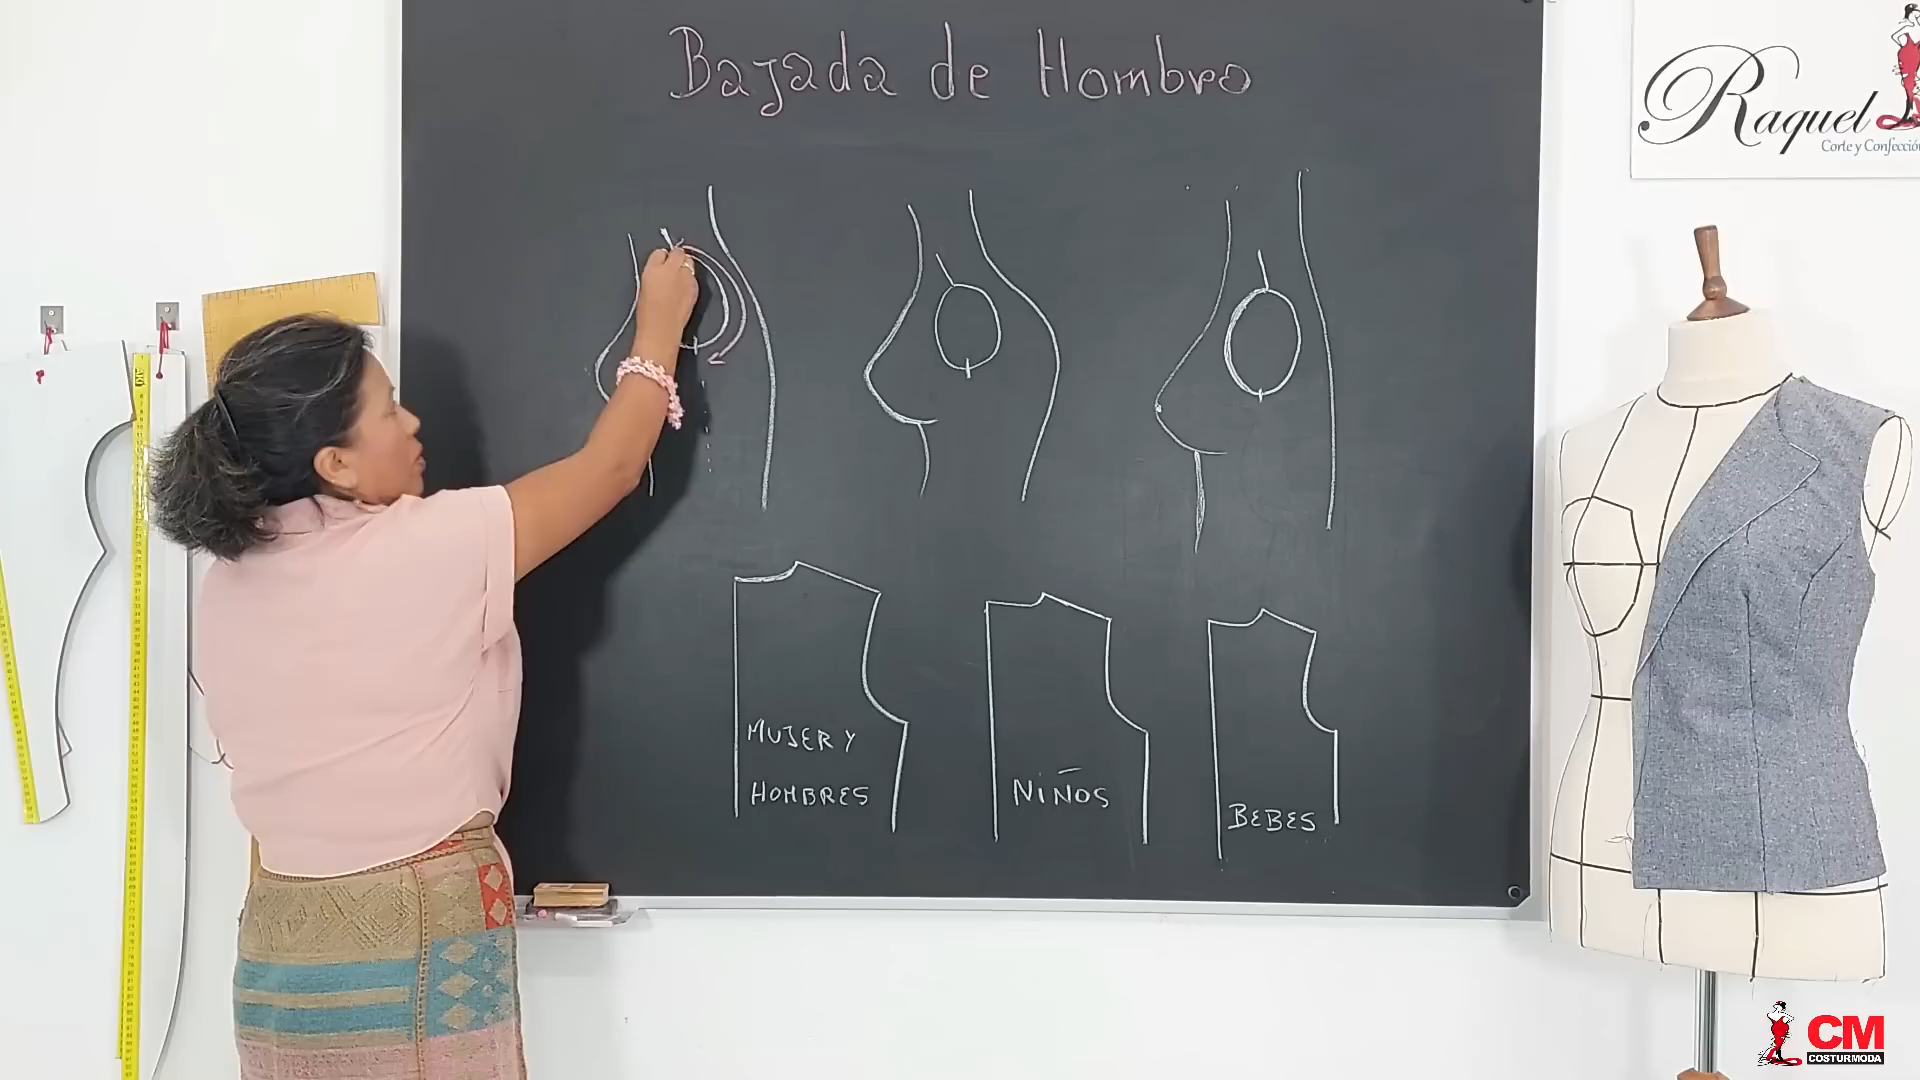 Bajada de Hombro
Raquel
Corte y Confección
MUJER Y
HOMBRES
NIÑOS
BEBES
CM
COSTURMODA